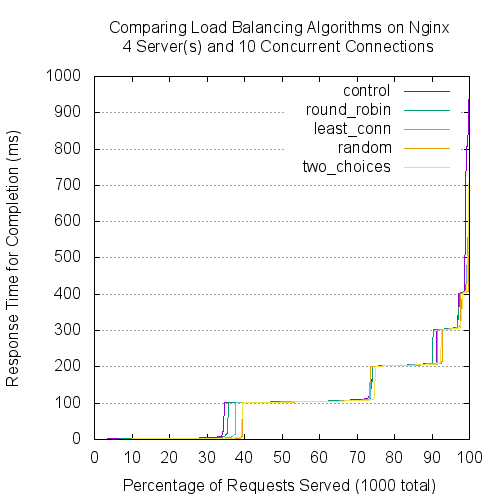 Comparing Load Balancing Algorithms on Nginx
4 Server(s) and 10 Concurrent Connections
Response Time for Completion (ms)
1000
900
800
700
600
500
400
300
200
100
0
control
round_robin
least_conn
random
two_choices
0 10 20 30 40 50 60 70 80 90 100
Percentage of Requests Served (1000 total)